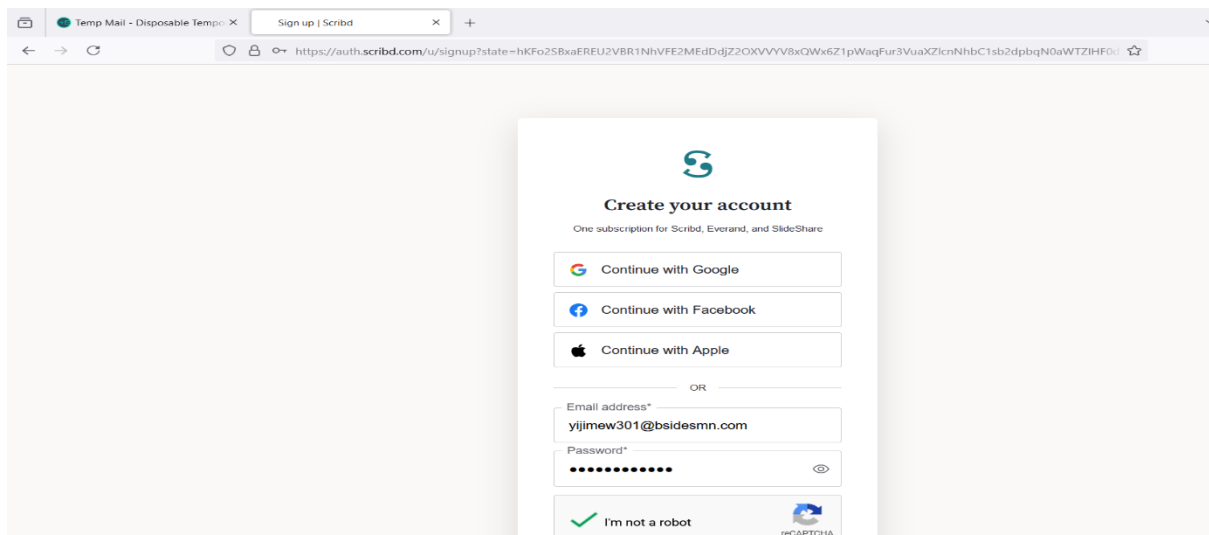 Temp Mail - Disposable Tempo
Sign up | Scribd
https://auth.scribd.com/u/signup?state=hKFo2SBxaEREU2VBR1NhVFE2MEdDdjZ2OXVVYV8xQWx6Z1pWaqFur3VuaXZlcnNhbC1sb2dpbqN0aWTZIHF0d
Create your account
One subscription for Scribd, Everand, and SlideShare
Continue with Google
Continue with Facebook
Continue with Apple
OR
Email address*
yijimew301@bsidesmn.com
Password*
I'm not a robot
reCAPTCHA